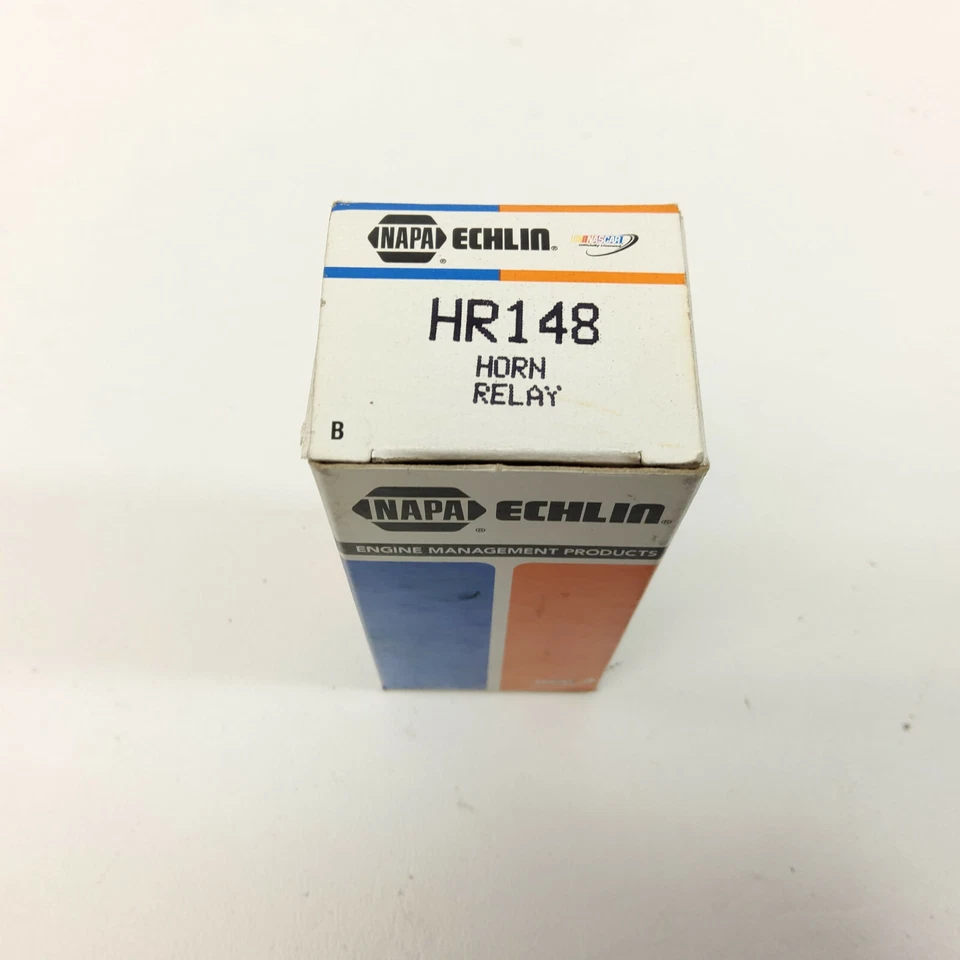 NAPA® ECHLIN® NASCAR
HR148
HORN
RELAY
B
NAPA® ECHLIN®
ENGINE MANAGEMENT PRODUCTS